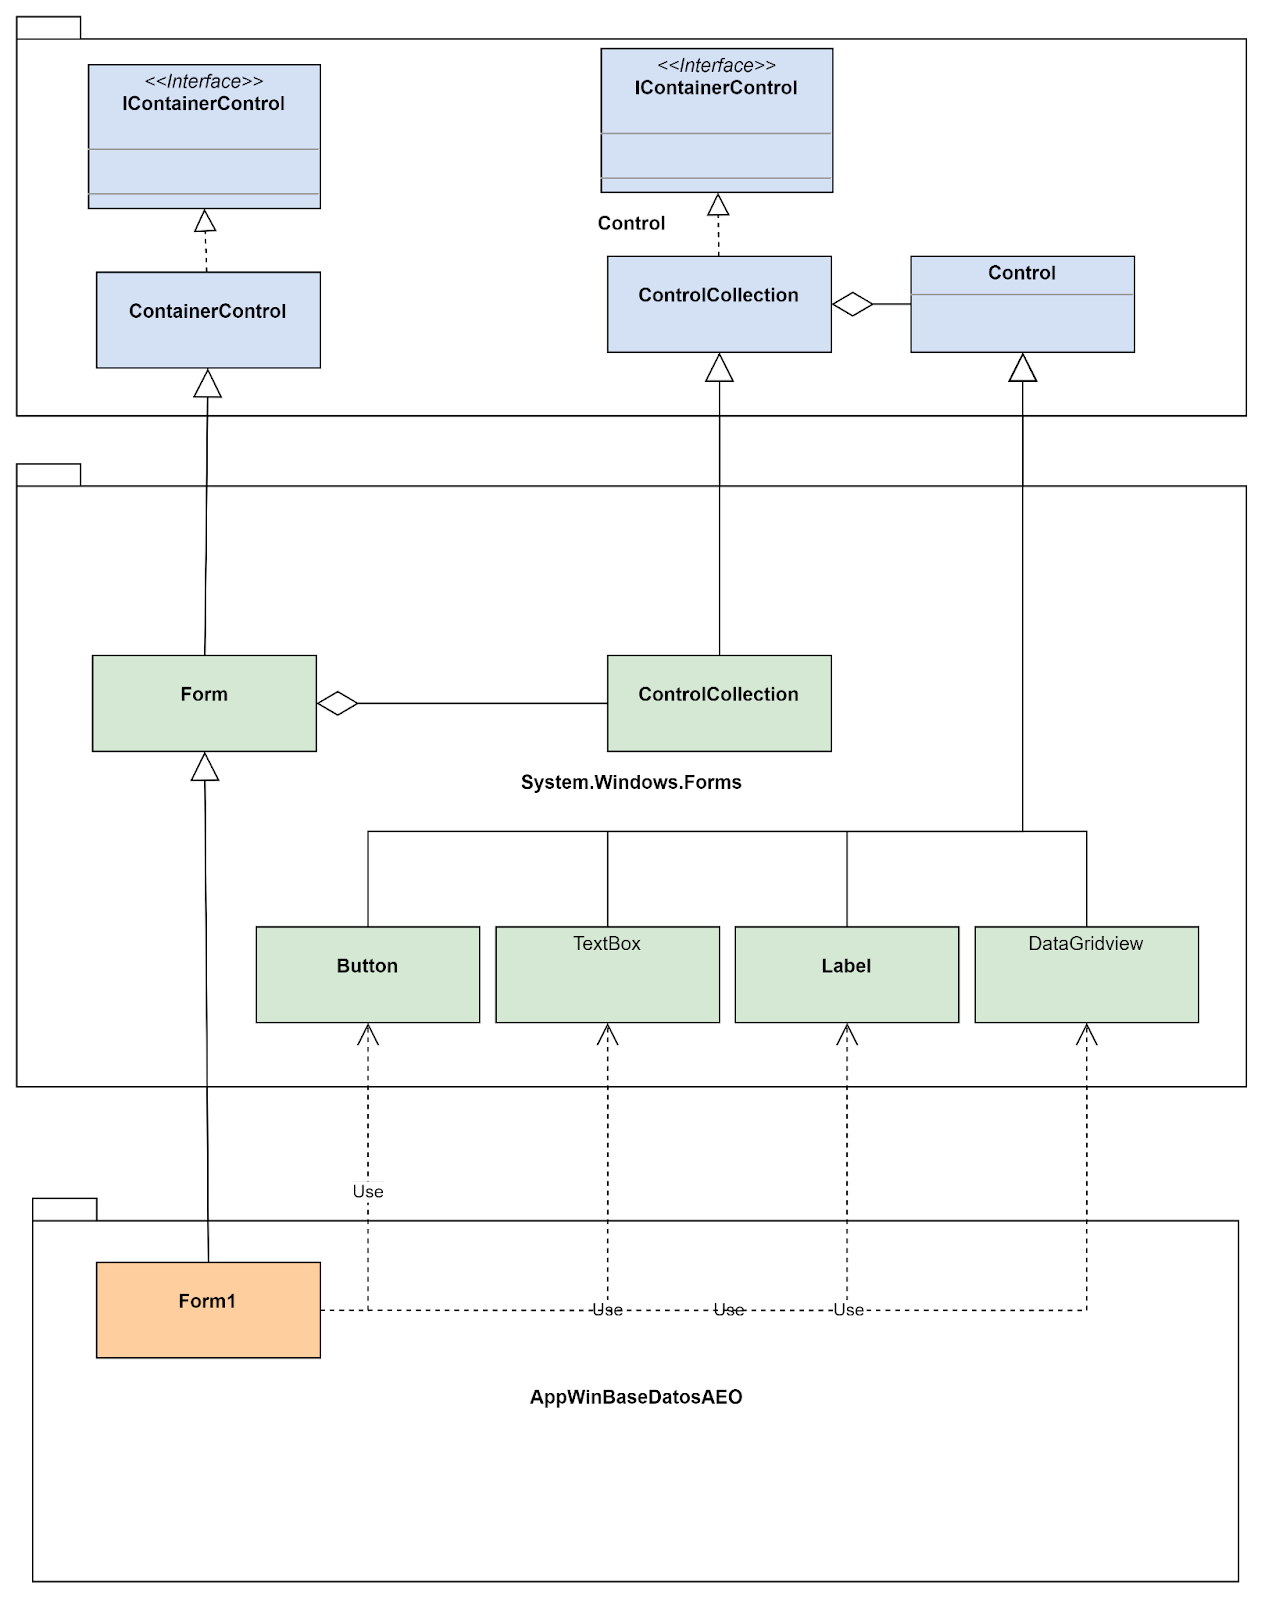 <<Interface>>
IContainerControl
<<Interface>>
IContainerControl
Control
ContainerControl
ControlCollection
Control
Form
ControlCollection
System.Windows.Forms
Button
TextBox
Label
DataGridview
Use
Form1
Use
Use
Use
AppWinBaseDatosAEO